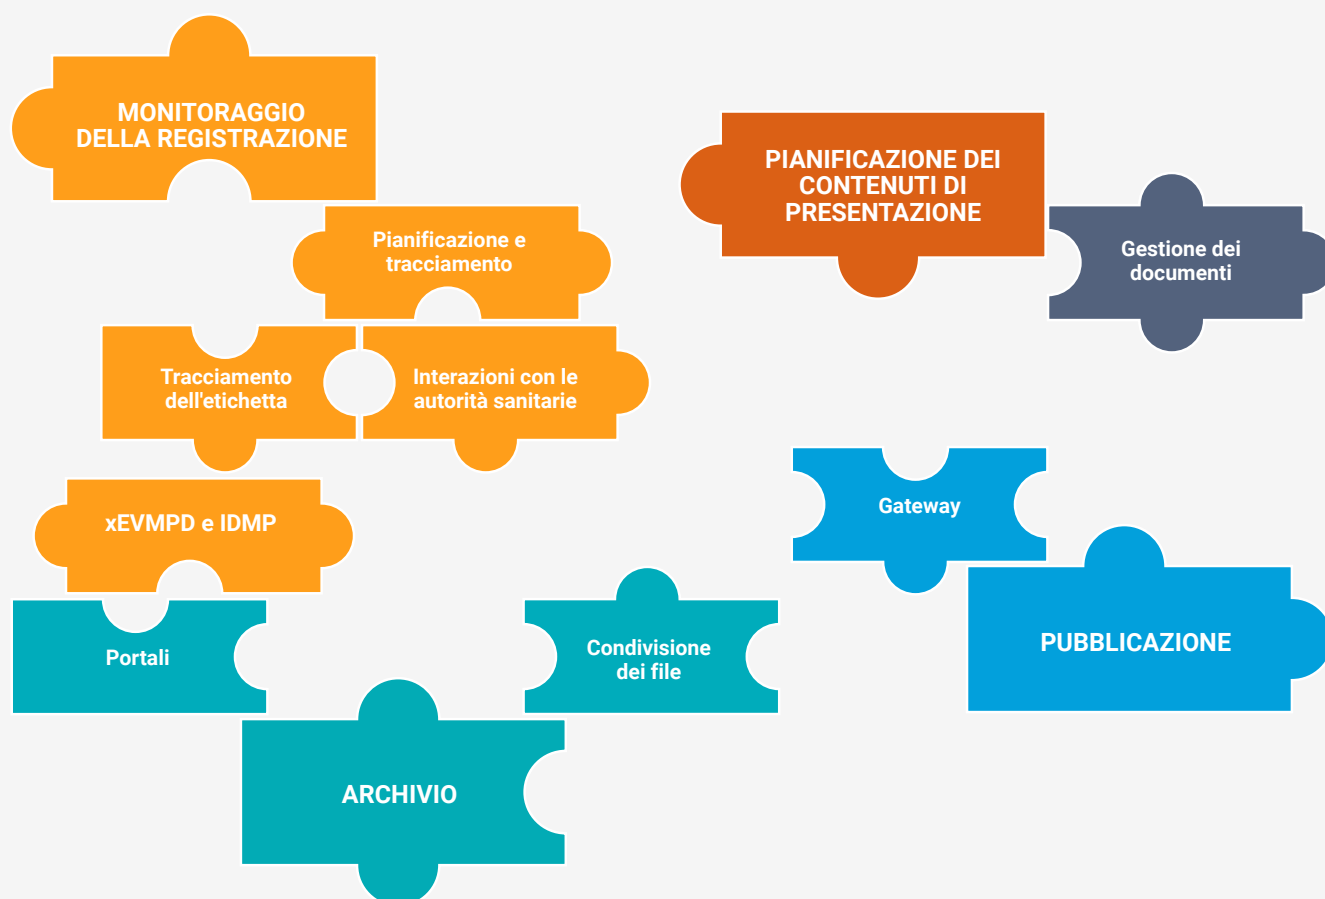 MONITORAGGIO
DELLA REGISTRAZIONE
PIANIFICAZIONE DEI
CONTENUTI DI
PRESENTAZIONE
Pianificazione e
tracciamento
Gestione dei
documenti
Tracciamento
dell'etichetta
Interazioni con le
autorità sanitarie
Gateway
xEVMPD e IDMP
PUBBLICAZIONE
Portali
Condivisione
dei file
ARCHIVIO